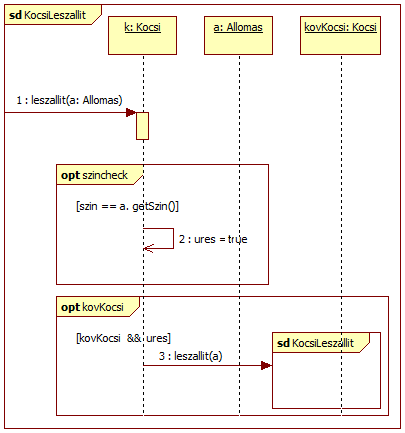 sd KocsiLeszallit
k: Kocsi
a: Allomas
kovKocsi: Kocsi
1 : leszallit(a: Allomas)
opt szincheck
[szin == a. getSzin()]
2 : ures = true
opt kovKocsi
[kovKocsi && ures]
sd KocsiLeszallit
3 : leszallit(a)